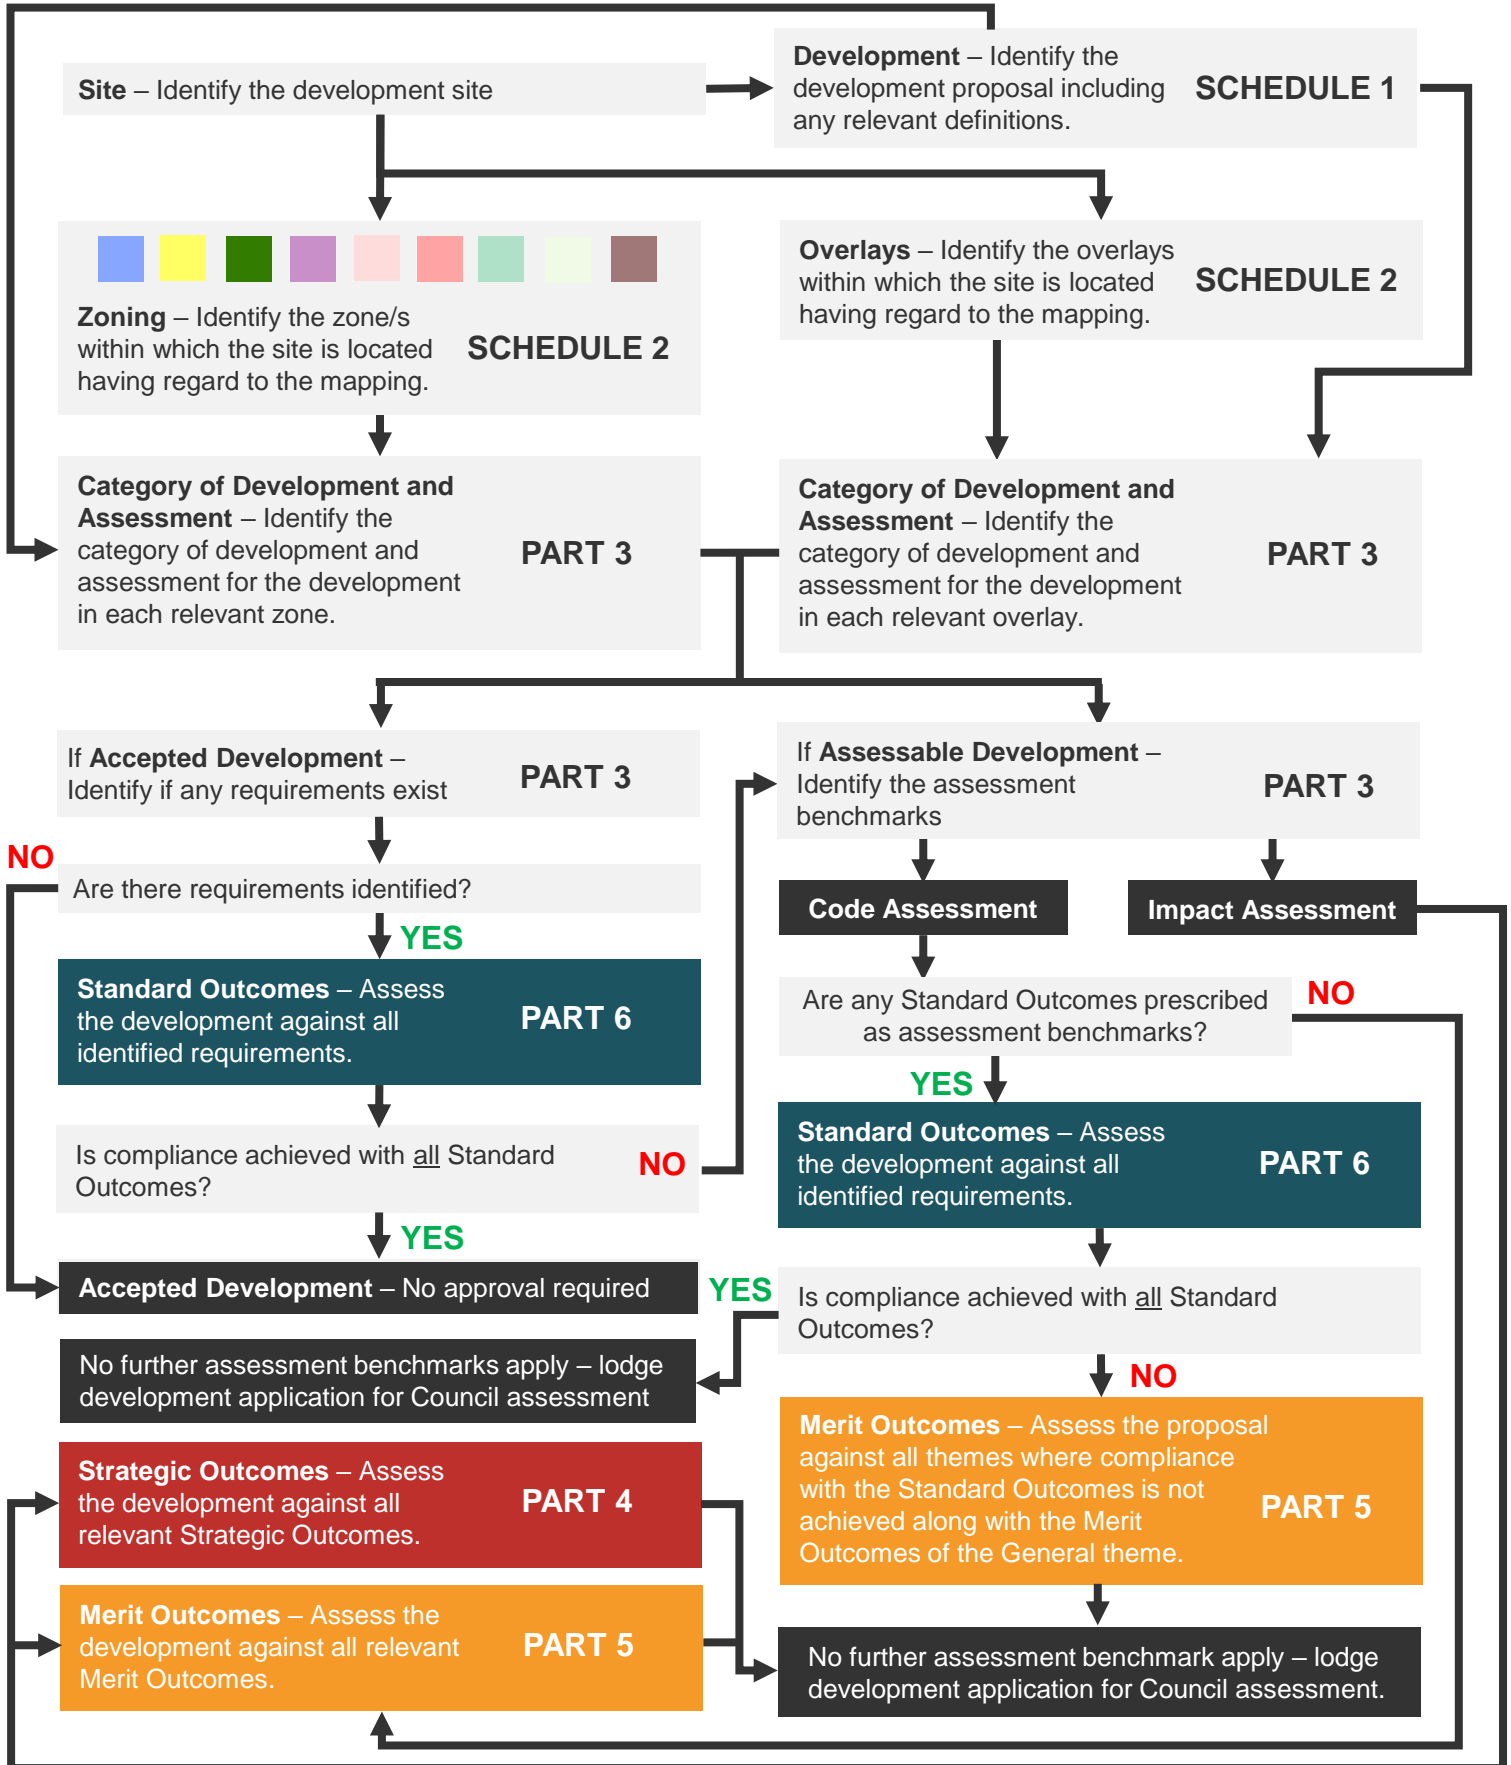 Site – Identify the development site
Development – Identify the
development proposal including
any relevant definitions.
SCHEDULE 1
Zoning – Identify the zone/s
within which the site is located
having regard to the mapping.
SCHEDULE 2
Overlays – Identify the overlays
within which the site is located
having regard to the mapping.
SCHEDULE 2
Category of Development and
Assessment – Identify the
category of development and
assessment for the development
in each relevant zone.
PART 3
Category of Development and
Assessment – Identify the
category of development and
assessment for the development
in each relevant overlay.
PART 3
If Accepted Development –
Identify if any requirements exist
PART 3
If Assessable Development –
Identify the assessment
benchmarks
PART 3
NO
Are there requirements identified?
YES
Code Assessment
Impact Assessment
Standard Outcomes – Assess
the development against all
identified requirements.
PART 6
Are any Standard Outcomes prescribed
as assessment benchmarks?
NO
YES
Standard Outcomes – Assess
the development against all
identified requirements.
PART 6
Is compliance achieved with all Standard
Outcomes?
NO
YES
Accepted Development – No approval required
YES
Is compliance achieved with all Standard
Outcomes?
NO
No further assessment benchmarks apply – lodge
development application for Council assessment
Strategic Outcomes – Assess
the development against all
relevant Strategic Outcomes.
PART 4
Merit Outcomes – Assess the proposal
against all themes where compliance
with the Standard Outcomes is not
achieved along with the Merit
Outcomes of the General theme.
PART 5
Merit Outcomes – Assess the
development against all relevant
Merit Outcomes.
PART 5
No further assessment benchmark apply – lodge
development application for Council assessment.